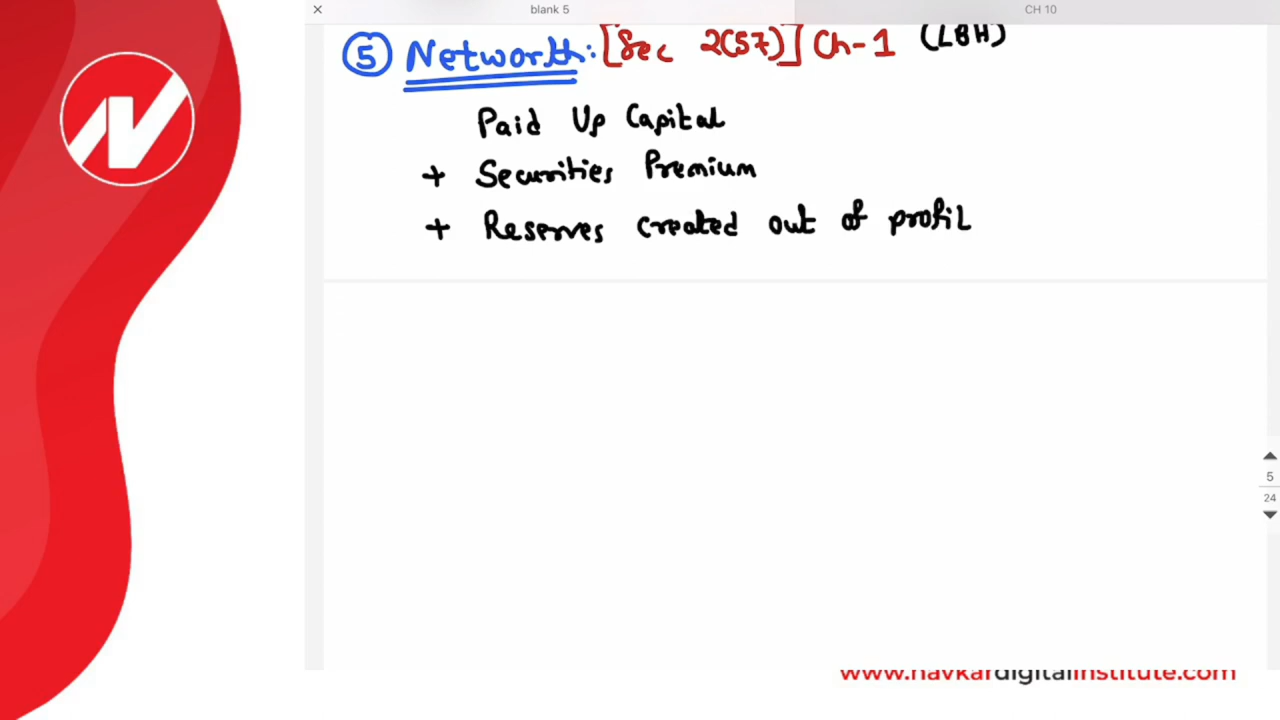 × blank 5 CH 10
⑤ Networth: [Sec 2(57)] Ch-1 (LBH)
Paid Up Capital
+ Securities Premium
+ Reserves created out of profit
5
24
www.navkardigitalinstitute.com